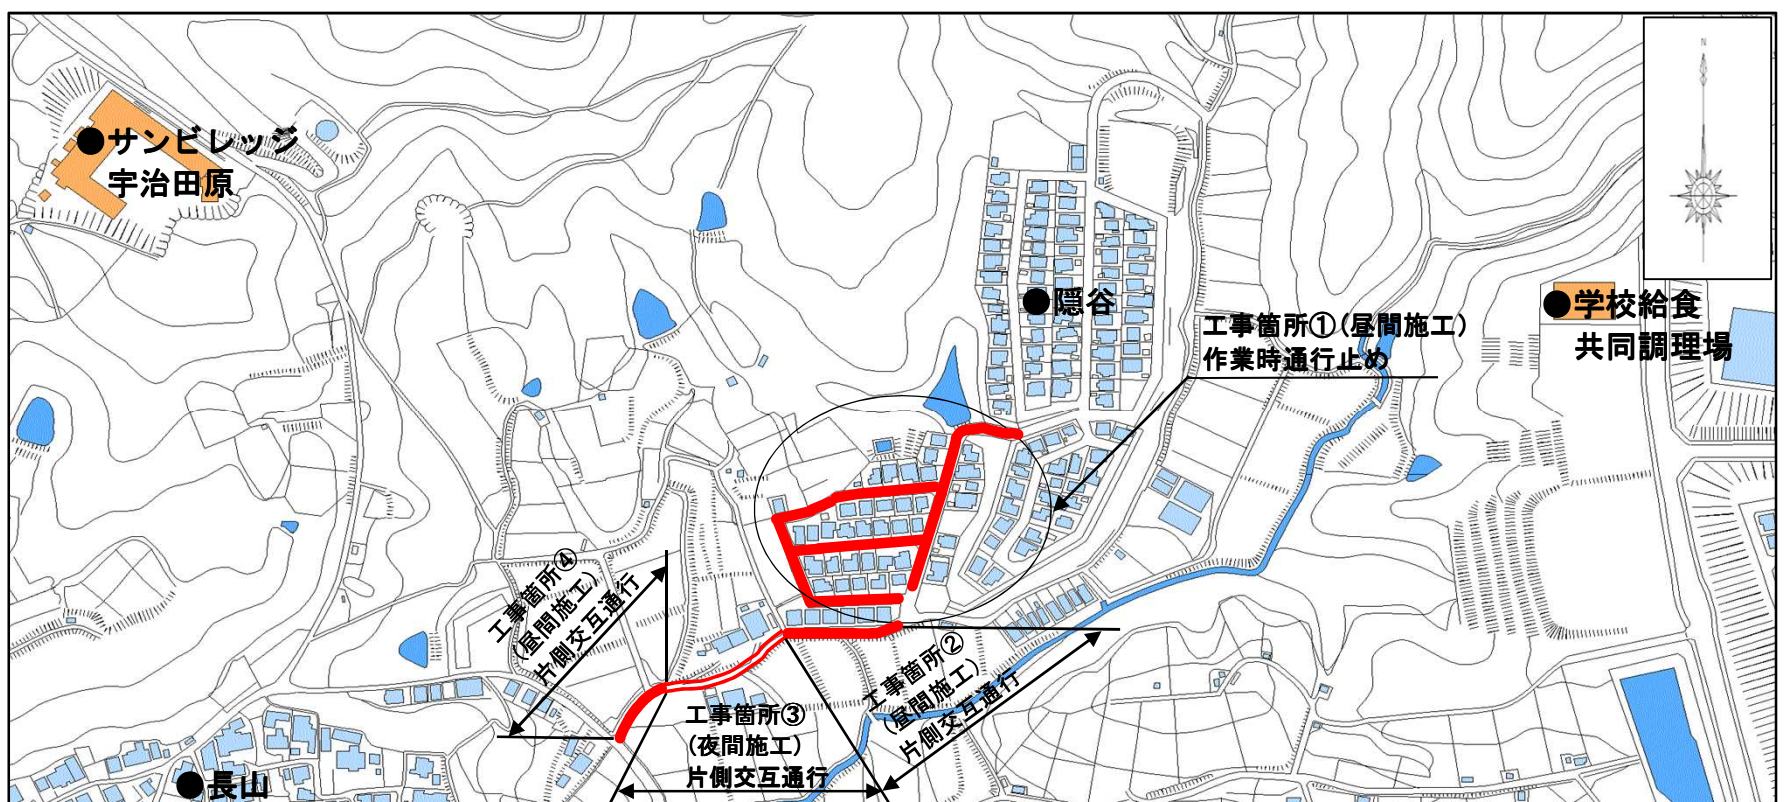 N
●サンビレッジ
宇治田原
●隠谷
●学校給食
共同調理場
工事箇所①(昼間施工)
作業時通行止め
工事箇所④
(昼間施工)
片側交互通行
工事箇所②
(昼間施工)
片側交互通行
工事箇所③
(夜間施工)
片側交互通行
●長山